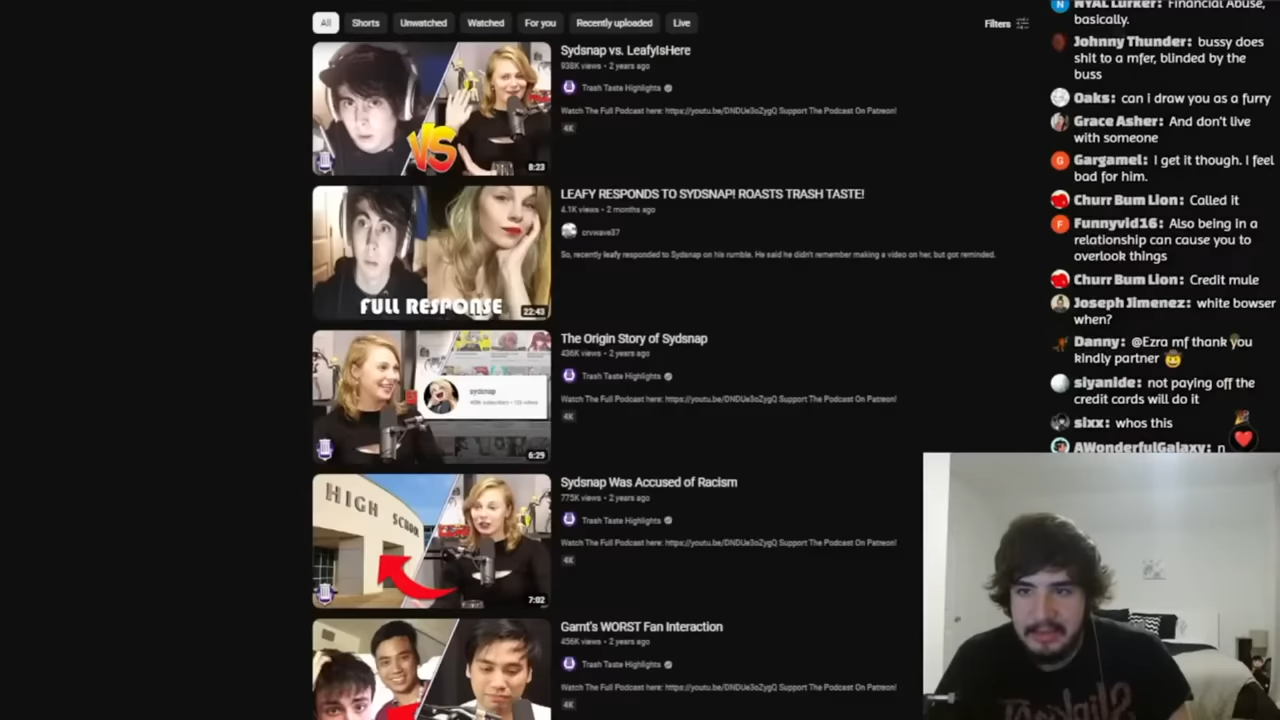 All
Shorts
Unwatched
Watched
For you
Recently uploaded
Live
Filters
VS
8:23
Sydsnap vs. LeafyIsHere
938K views • 2 years ago
Trash Taste Highlights
Watch The Full Podcast here: https://youtu.be/DNDUe3oZygQ Support The Podcast On Patreon!
4K
FULL RESPONSE
22:43
LEAFY RESPONDS TO SYDSNAP! ROASTS TRASH TASTE!
4.1K views • 2 months ago
crvwave37
So, recently leafy responded to Sydsnap on his rumble. He said he didn't remember making a video on her, but got reminded.
sydsnap
6:29
The Origin Story of Sydsnap
436K views • 2 years ago
Trash Taste Highlights
Watch The Full Podcast here: https://youtu.be/DNDUe3oZygQ Support The Podcast On Patreon!
4K
HIGH SCHOOL
7:02
Sydsnap Was Accused of Racism
775K views • 2 years ago
Trash Taste Highlights
Watch The Full Podcast here: https://youtu.be/DNDUe3oZygQ Support The Podcast On Patreon!
4K
Garnt's WORST Fan Interaction
456K views • 2 years ago
Trash Taste Highlights
Watch The Full Podcast here: https://youtu.be/DNDUe3oZygQ Support The Podcast On Patreon!
4K
N NYAL Lurker: Financial Abuse,
basically.
Johnny Thunder: bussy does
shit to a mfer, blinded by the
buss
Oaks: can i draw you as a furry
Grace Asher: And don't live
with someone
G Gargamel: I get it though. I feel
bad for him.
Churr Bum Lion: Called it
F Funnyvid16: Also being in a
relationship can cause you to
overlook things
Churr Bum Lion: Credit mule
Joseph Jimenez: white bowser
when?
Danny: @Ezra mf thank you
kindly partner 🤠
siyanide: not paying off the
credit cards will do it
sixx: whos this
AWonderfulGalaxy: n